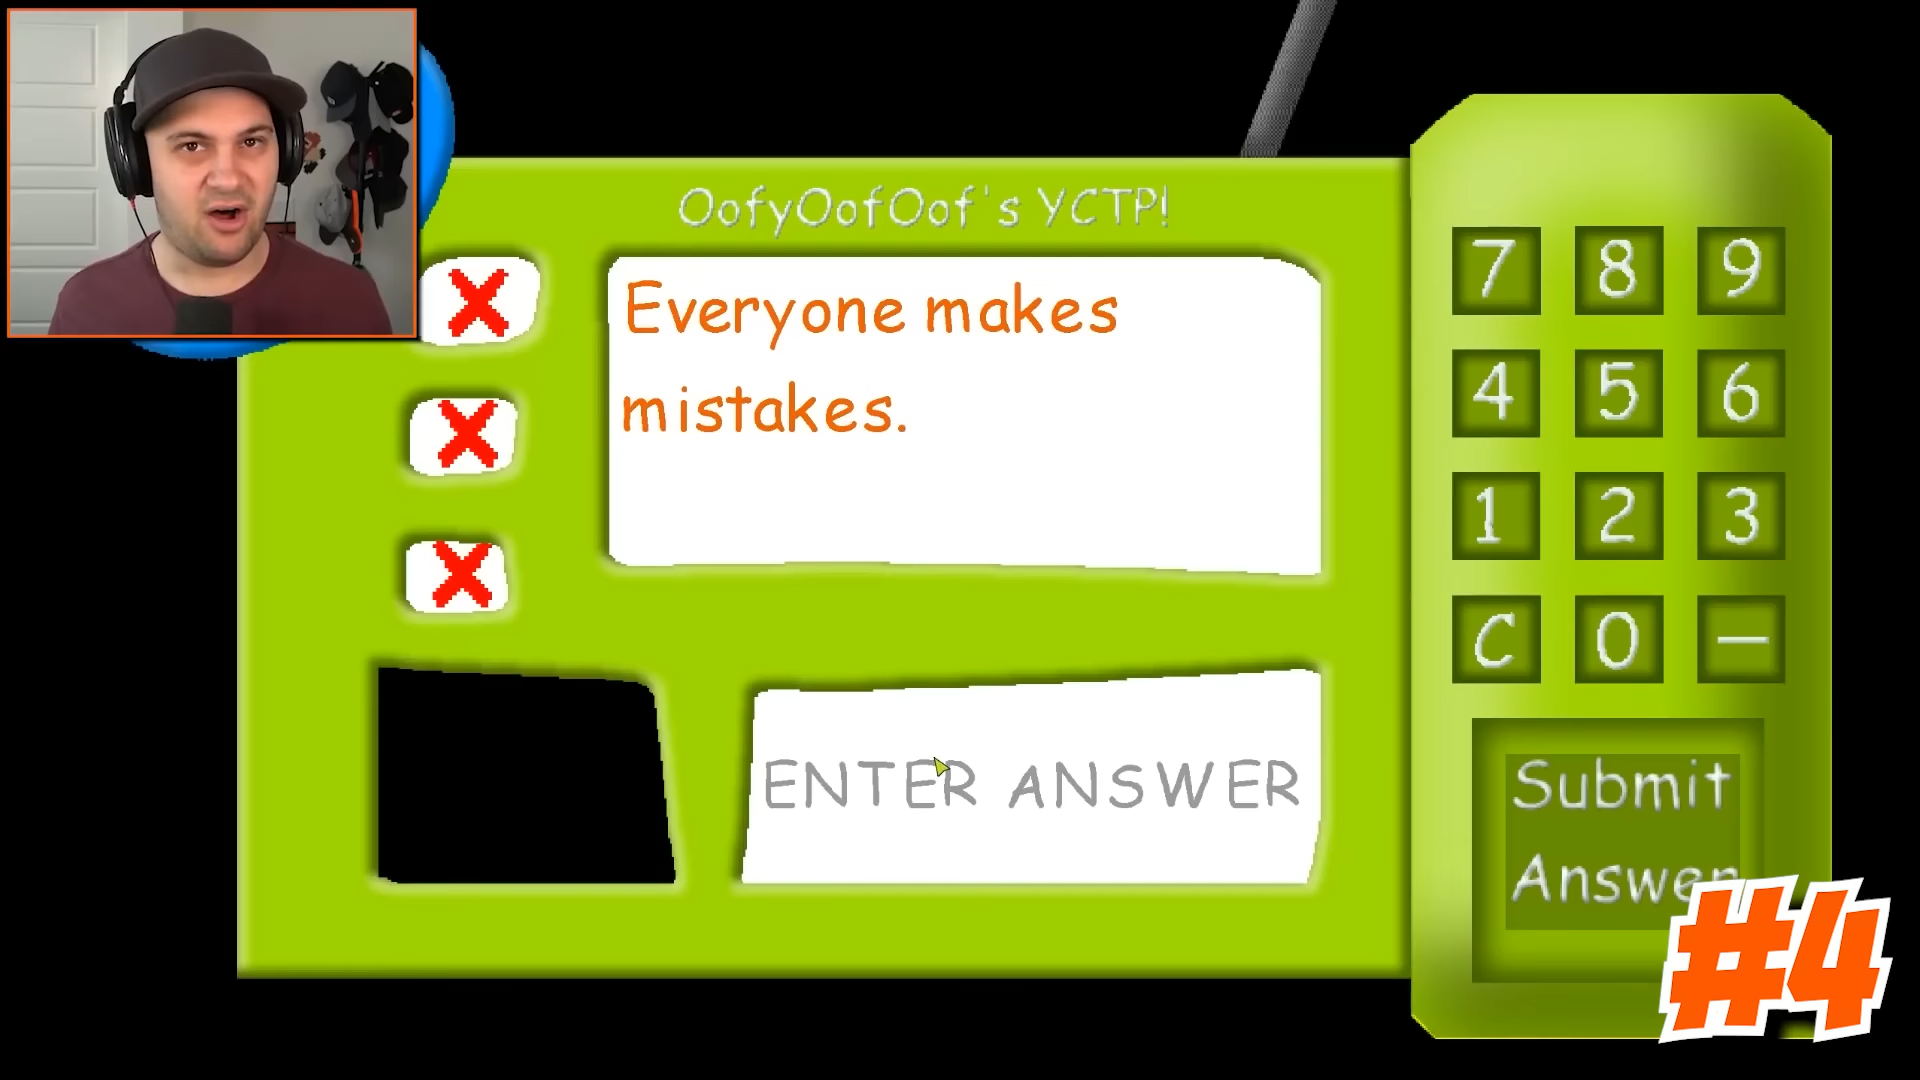 OofyOofOof's YCTP!
Everyone makes
mistakes.
7 8 9
4 5 6
1 2 3
C 0 —
ENTER ANSWER
Submit
Answer
#4